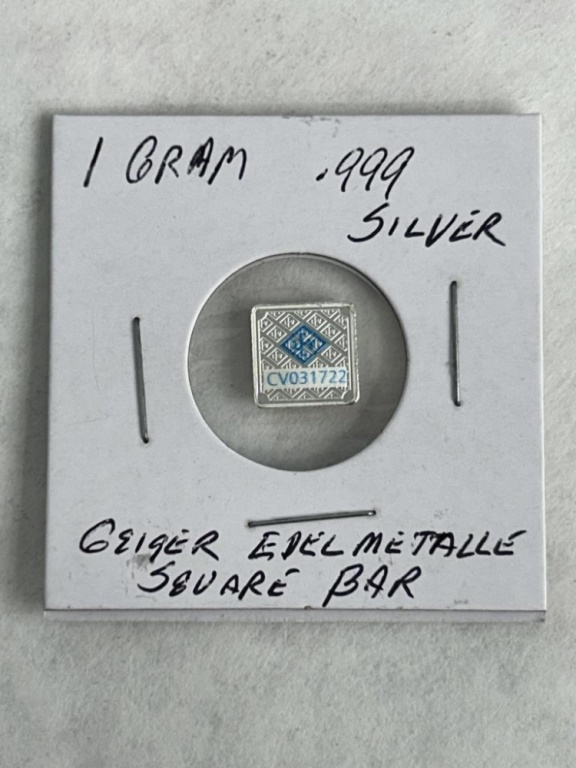 1 GRAM .999
SILVER
CV031722
GEIGER EDELMETALLE
SQUARE BAR